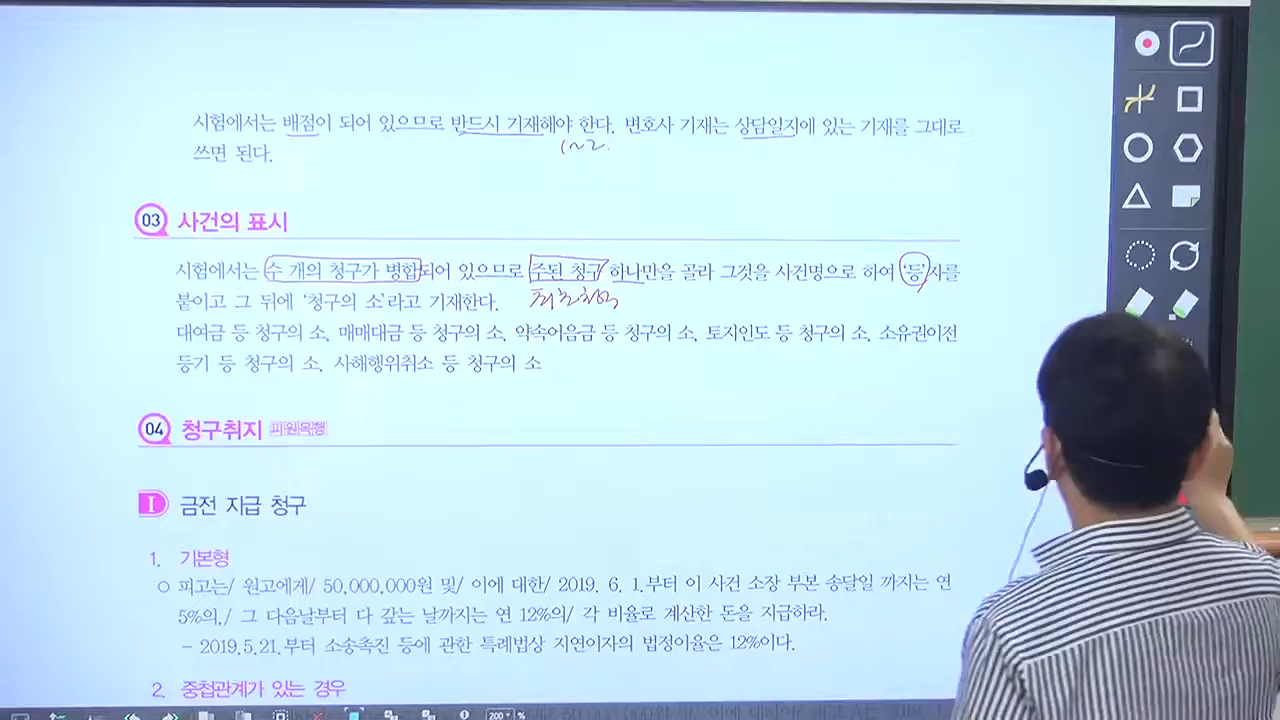 시험에서는 배점이 되어 있으므로 반드시 기재해야 한다. 변호사 기재는 상담일지에 있는 기재를 그대로
쓰면 된다.
1~2.
03 사건의 표시
시험에서는 수 개의 청구가 병합되어 있으므로 주된 청구 하나만을 골라 그것을 사건명으로 하여 '등'자를
붙이고 그 뒤에 '청구의 소'라고 기재한다.
대여금 등 청구의 소, 매매대금 등 청구의 소, 약속어음금 등 청구의 소, 토지인도 등 청구의 소, 소유권이전
등기 등 청구의 소, 사해행위취소 등 청구의 소
04 청구취지 피원목행
I 금전 지급 청구
1. 기본형
○ 피고는/ 원고에게/ 50,000,000원 및/ 이에 대한/ 2019. 6. 1.부터 이 사건 소장 부본 송달일 까지는 연
5%의,/ 그 다음날부터 다 갚는 날까지는 연 12%의/ 각 비율로 계산한 돈을 지급하라.
- 2019.5.21.부터 소송촉진 등에 관한 특례법상 지연이자의 법정이율은 12%이다.
2. 중첩관계가 있는 경우
200 %